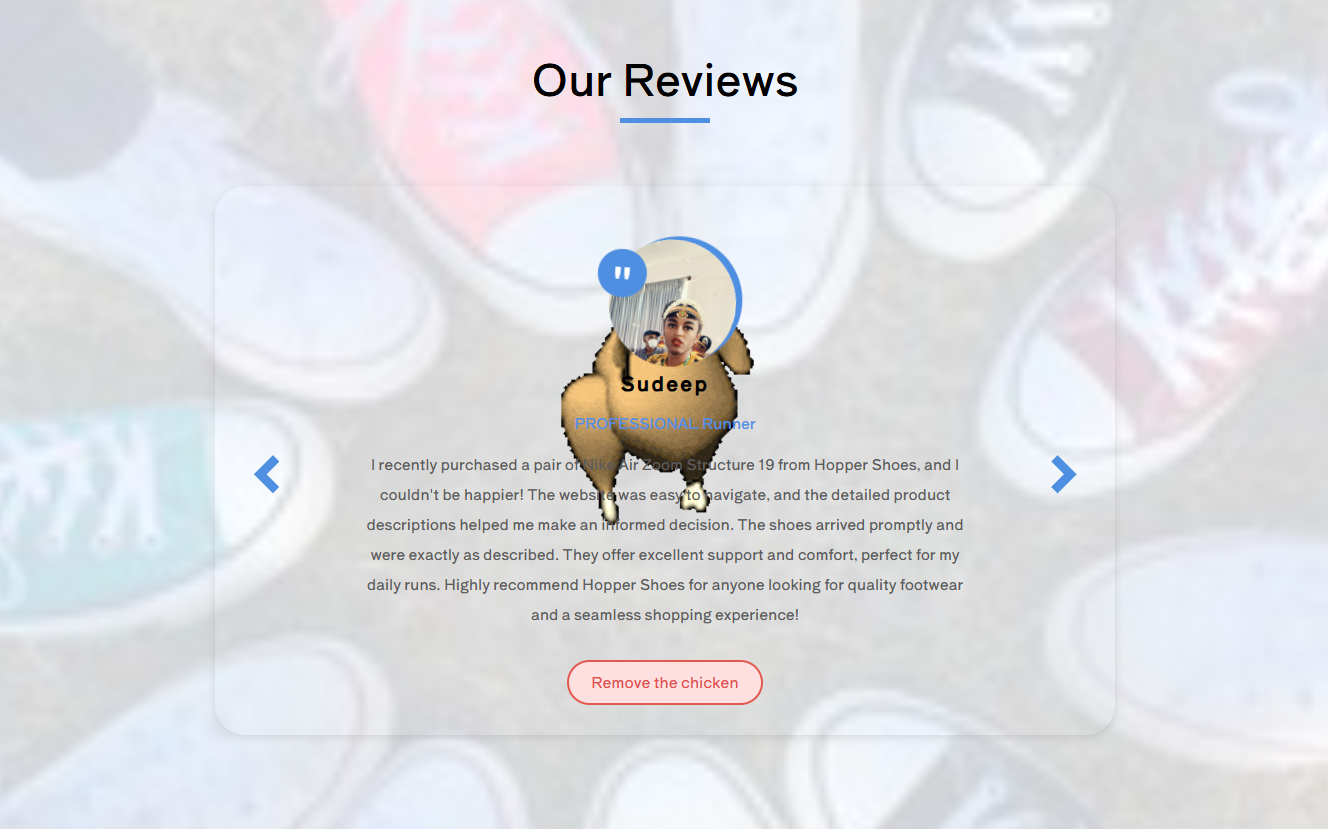 Our Reviews
"
Sudeep
PROFESSIONAL Runner
I recently purchased a pair of Nike Air Zoom Structure 19 from Hopper Shoes, and I
couldn't be happier! The website was easy to navigate, and the detailed product
descriptions helped me make an informed decision. The shoes arrived promptly and
were exactly as described. They offer excellent support and comfort, perfect for my
daily runs. Highly recommend Hopper Shoes for anyone looking for quality footwear
and a seamless shopping experience!
Remove the chicken